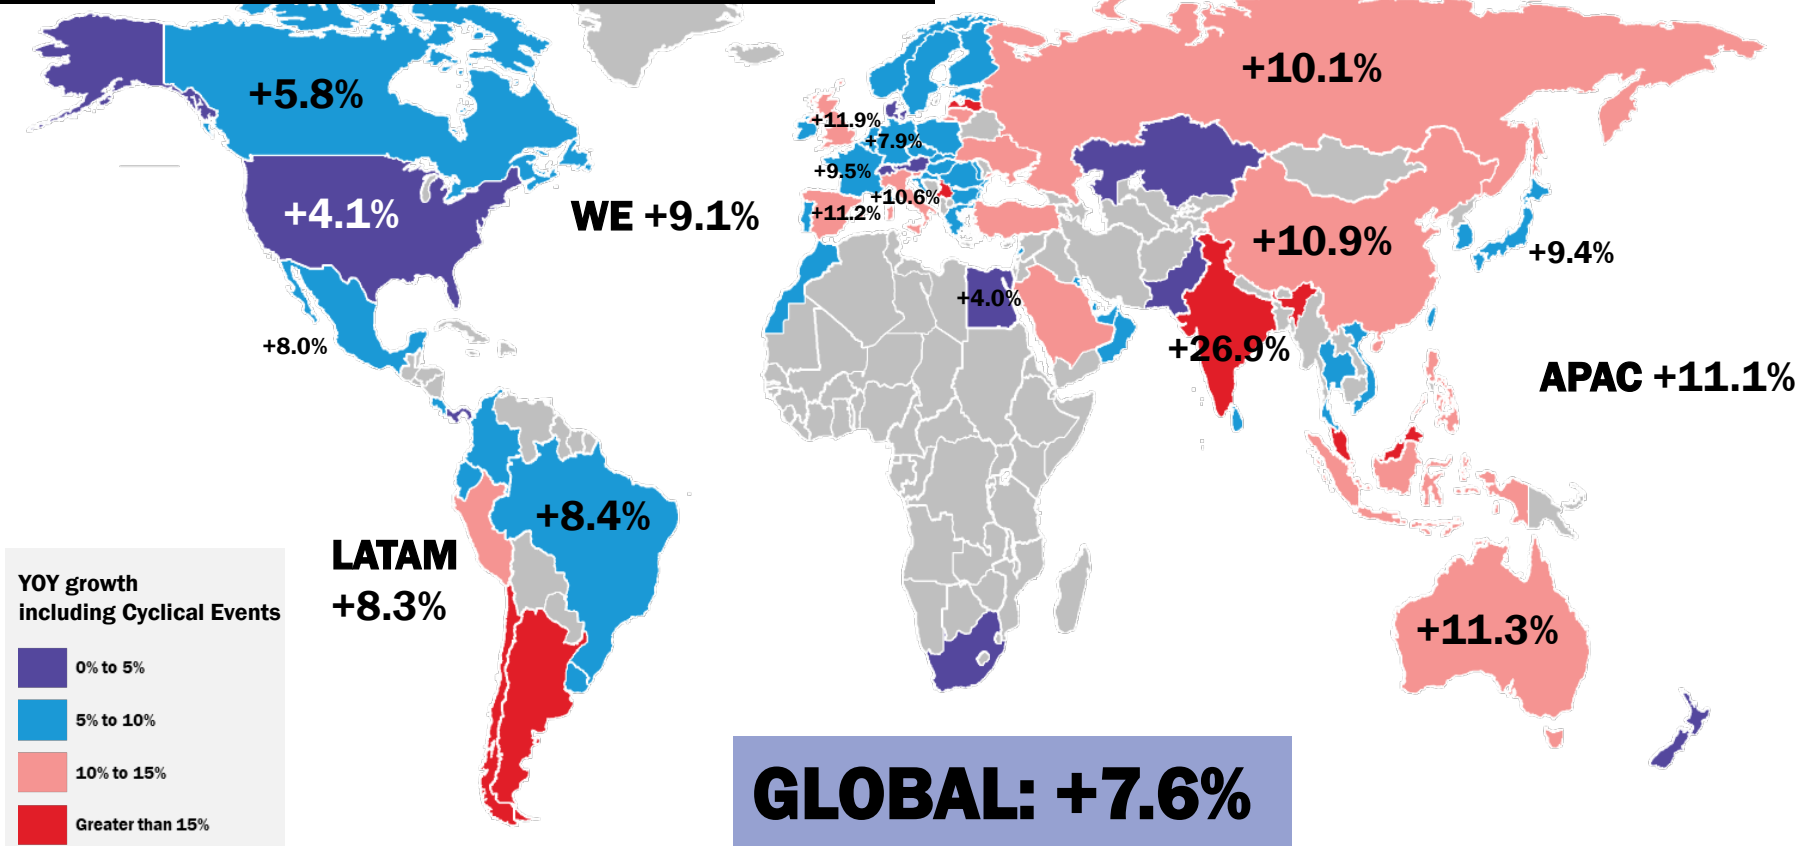 +5.8%
+10.1%
+11.9%
+7.9%
+9.5%
+4.1%
WE +9.1%
+10.6%
+11.2%
+10.9%
+9.4%
+4.0%
+8.0%
+26.9%
APAC +11.1%
+8.4%
LATAM
+8.3%
+11.3%
YOY growth
including Cyclical Events
0% to 5%
5% to 10%
10% to 15%
Greater than 15%
GLOBAL: +7.6%